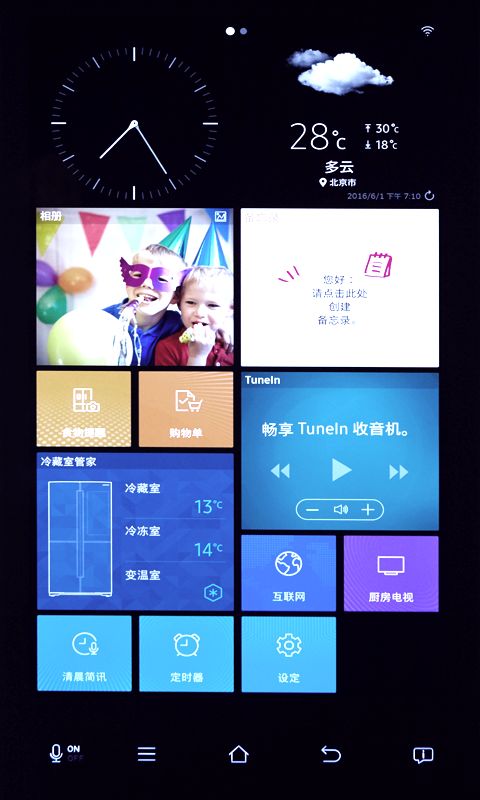 28℃
30℃
18℃
多云
北京市
2016/6/1 下午 7:10
相册
备忘录
您好：
请点击此处
创建
备忘录。
购物单
TuneIn
畅享 TuneIn 收音机。
冷藏室管家
冷藏室
13℃
冷冻室
14℃
变温室
互联网
厨房电视
清晨简讯
定时器
设定
ON
OFF